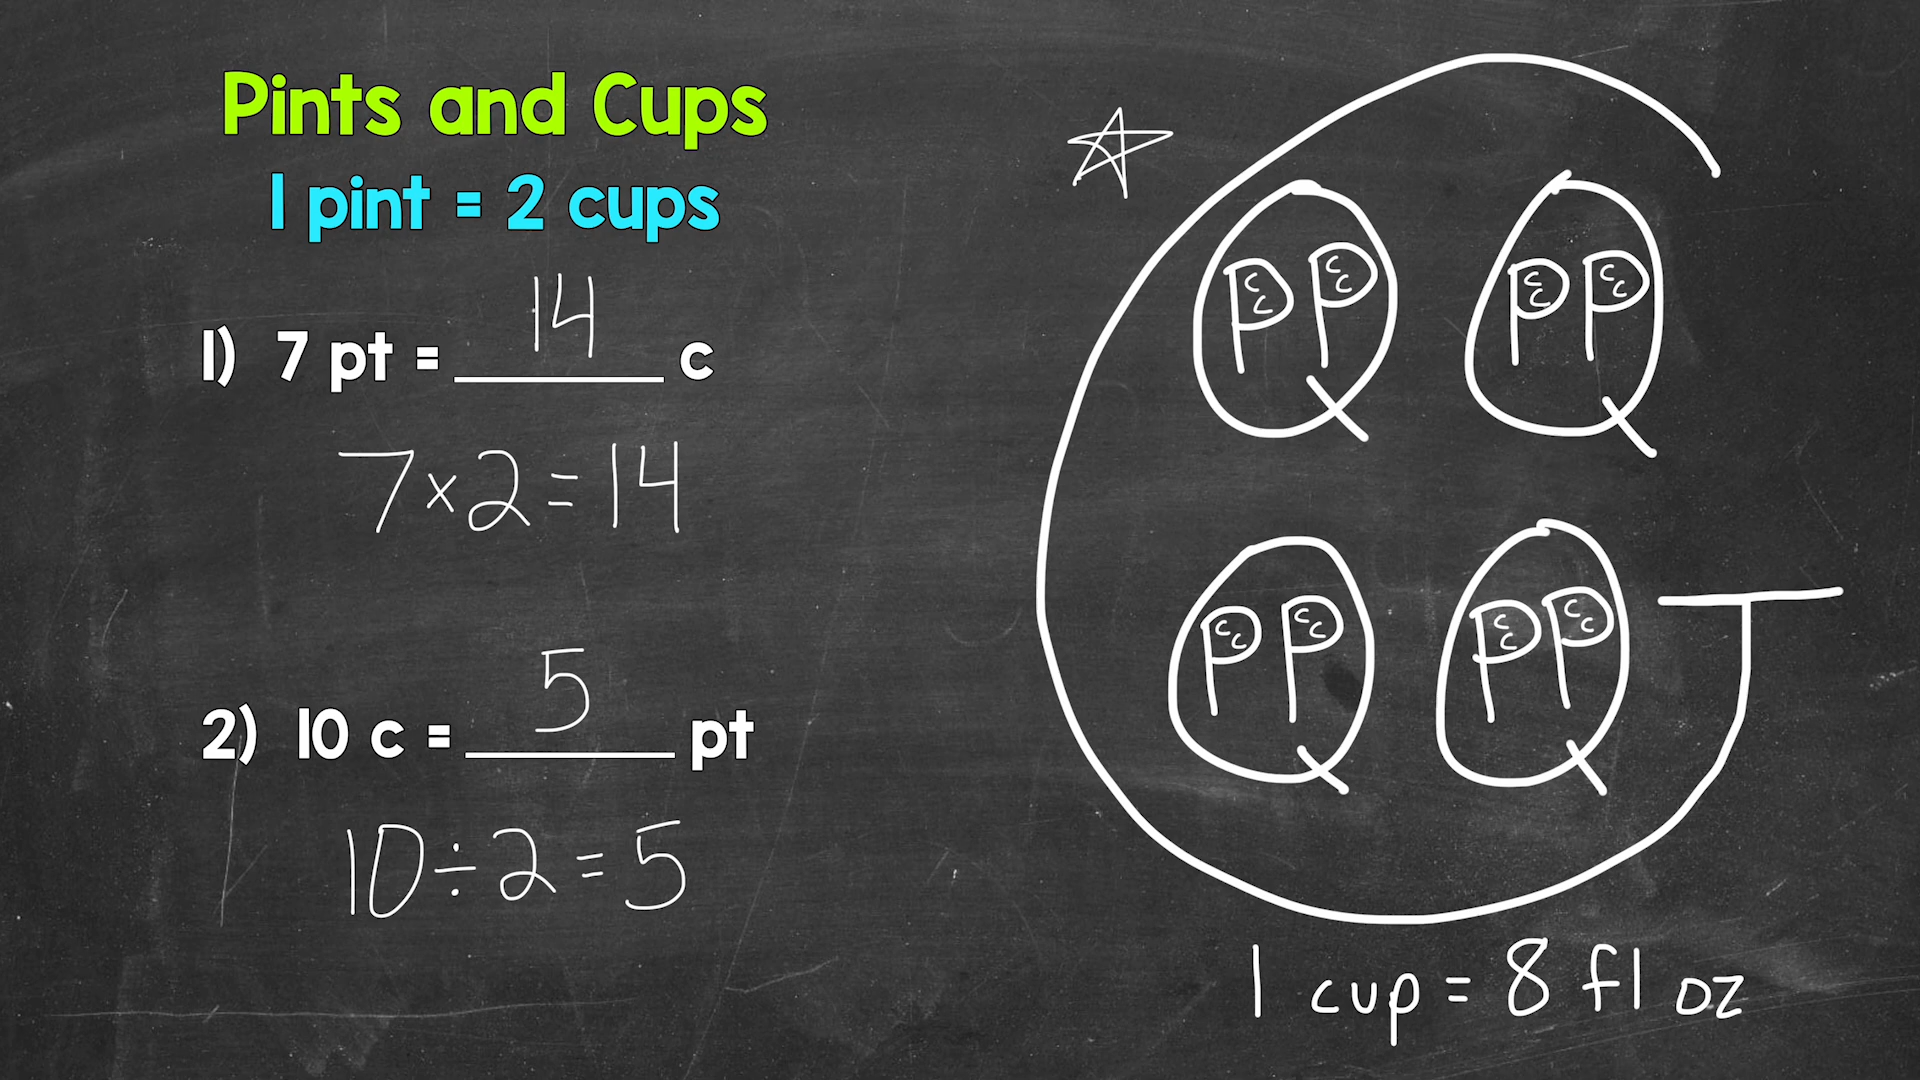 Pints and Cups
1 pint = 2 cups
1) 7 pt = 14 c
7 × 2 = 14
2) 10 c = 5 pt
10 ÷ 2 = 5
G
Q Q
P P P P
C C C C C C C C
Q Q
P P P P
C C C C C C C C
1 cup = 8 fl oz